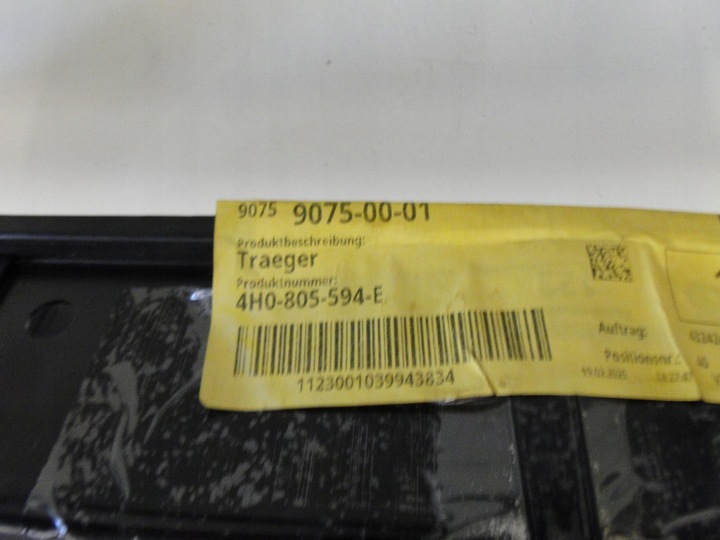 9075 9075-00-01
Produktbeschreibung:
Traeger
Produktnummer:
4H0-805-594-E
1123001039943834
Auftrag:
Positionsnr.: